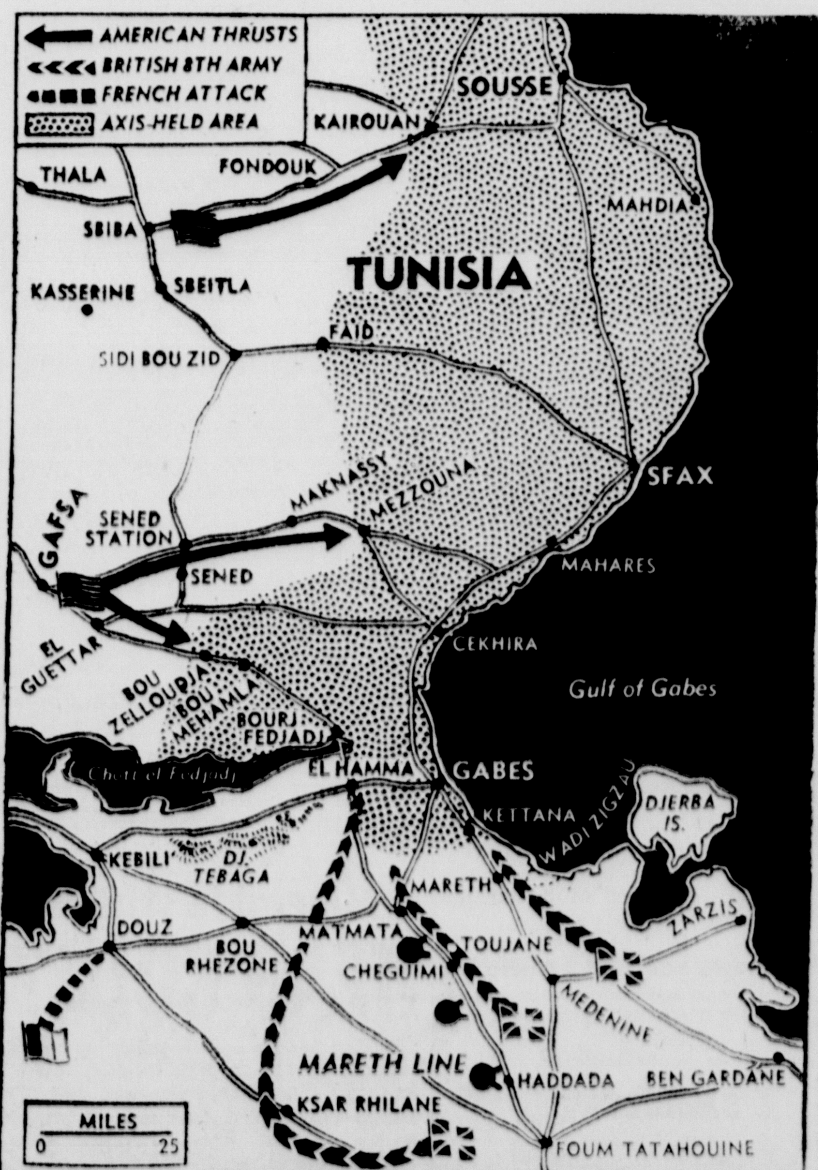 AMERICAN THRUSTS
BRITISH 8TH ARMY
FRENCH ATTACK
AXIS-HELD AREA
SOUSSE
KAIROUAN
FONDOUK
THALA
MAHDIA
SBIBA
TUNISIA
SBEITLA
KASSERINE
FAID
SIDI BOU ZID
SFAX
MAKNASSY
MEZZOUNA
GAFSA
SENED
STATION
MAHARES
SENED
CEKHIRA
EL
GUETTAR
BOU
ZELLOUDJA
BOU
MEHAMLA
Gulf of Gabes
BOURJ
FEDJADJ
Chott el Fedjadj
EL HAMMA
GABES
WADI ZIGZAU
DJERBA
IS.
KETTANA
KEBILI
DJ.
TEBAGA
MARETH
ZARZIS
DOUZ
BOU
RHEZONE
MATMATA
TOUJANE
CHEGUIMI
MEDENINE
MARETH LINE
HADDADA
BEN GARDANE
KSAR RHILANE
MILES
0 25
FOUM TATAHOUINE